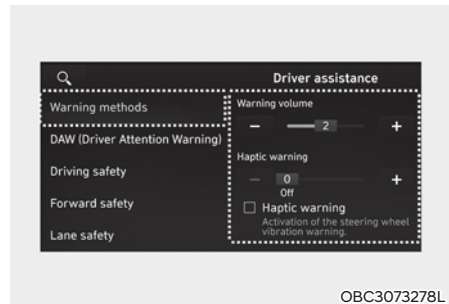 Driver assistance
Warning methods
DAW (Driver Attention Warning)
Driving safety
Forward safety
Lane safety
Warning volume
− 2 +
Haptic warning
− 0 +
Off
Haptic warning
Activation of the steering wheel
vibration warning.
OBC3073278L